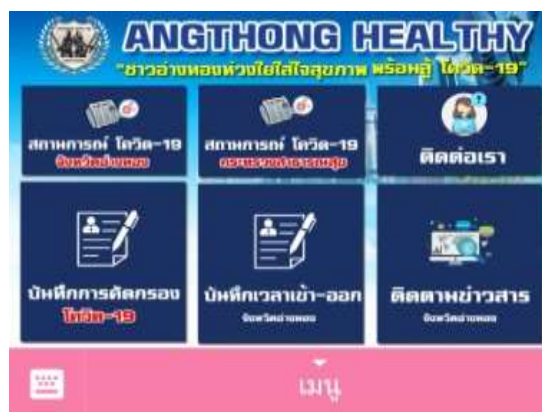 ANGTHONG HEALTHY
"ชาวอ่างทองห่วงใยใส่ใจสุขภาพ พร้อมสู้ โควิด-19"
สถานการณ์ โควิด-19
จังหวัดอ่างทอง
สถานการณ์ โควิด-19
กระทรวงสาธารณสุข
ติดต่อเรา
บันทึกการคัดกรอง
โควิด-19
บันทึกเวลาเข้า-ออก
จังหวัดอ่างทอง
ติดตามข่าวสาร
จังหวัดอ่างทอง
เมนู